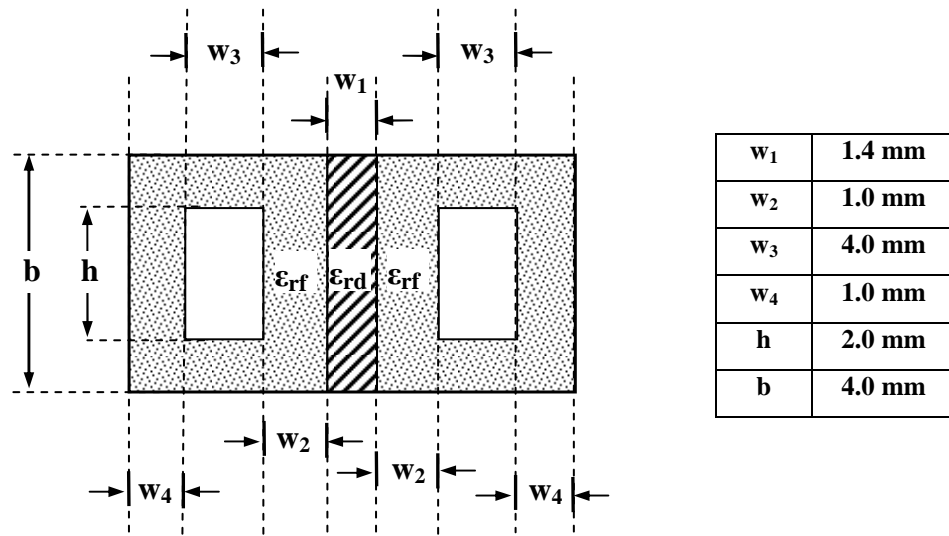 w₃ w₃
w₁
b h εrf εrd εrf
w₂
w₄ w₂ w₄
w₁ 1.4 mm
w₂ 1.0 mm
w₃ 4.0 mm
w₄ 1.0 mm
h 2.0 mm
b 4.0 mm